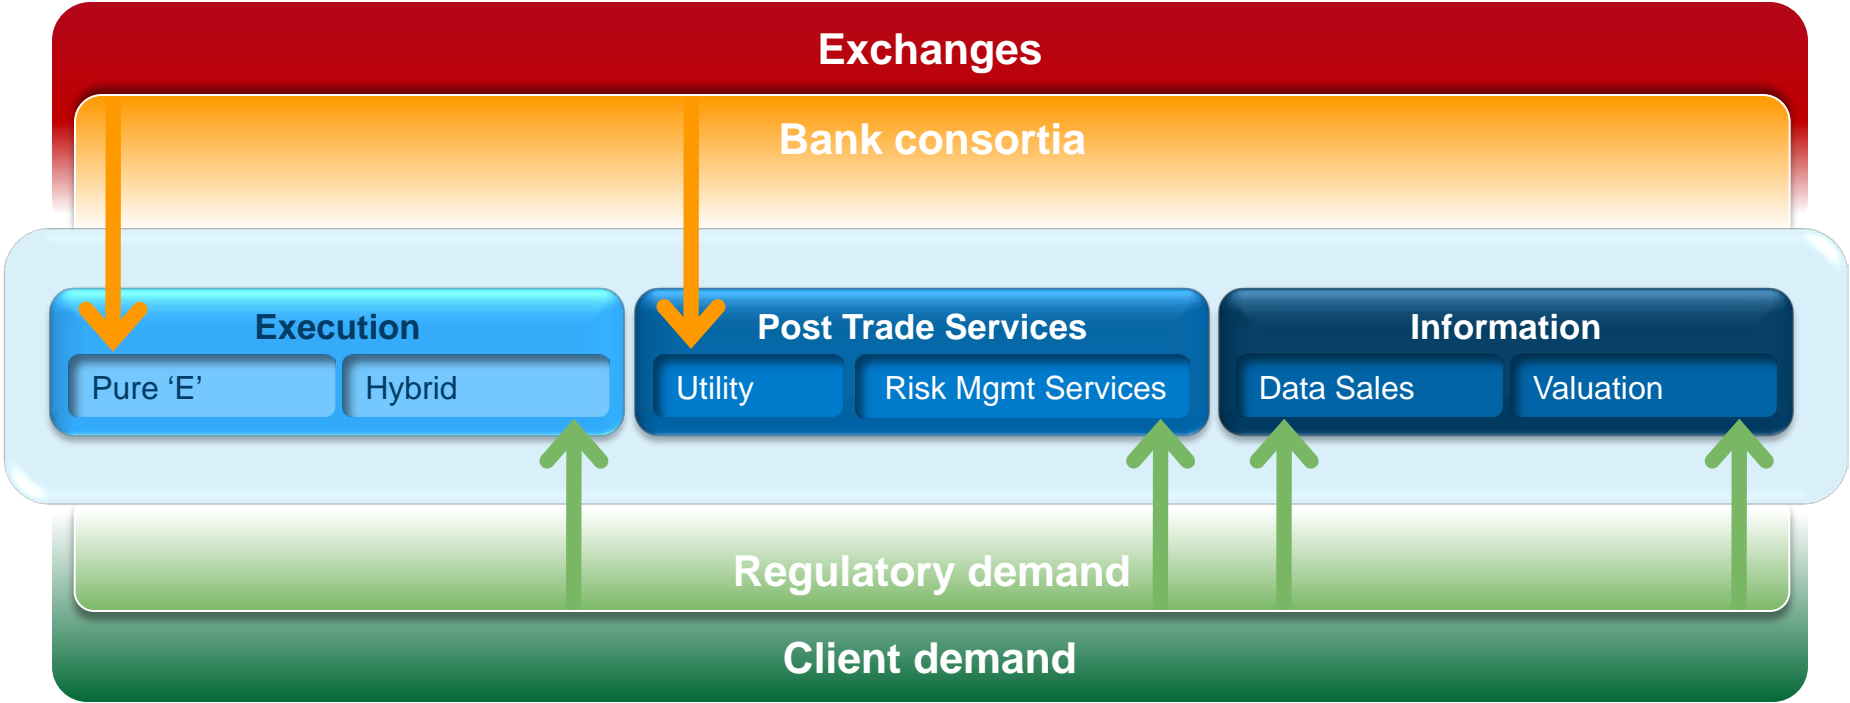 Exchanges
Bank consortia
Execution
Pure ‘E’
Hybrid
Post Trade Services
Utility
Risk Mgmt Services
Information
Data Sales
Valuation
Regulatory demand
Client demand